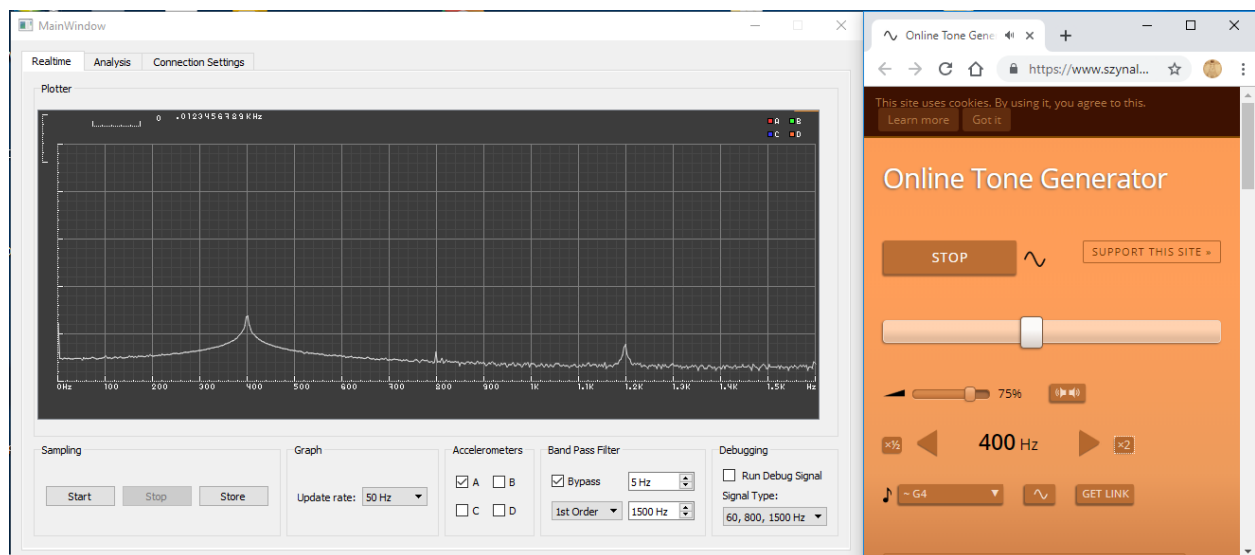 MainWindow
Realtime Analysis Connection Settings
Plotter
0 .0123456789KHz
A B
C D
0Hz 100 200 300 400 500 600 700 800 900 1K 1.1K 1.2K 1.3K 1.4K 1.5K Hz
Sampling
Start Stop Store
Graph
Update rate: 50 Hz
Accelerometers
A B
C D
Band Pass Filter
Bypass 5 Hz
1st Order 1500 Hz
Debugging
Run Debug Signal
Signal Type:
60, 800, 1500 Hz
Online Tone Gene
https://www.szynal...
This site uses cookies. By using it, you agree to this.
Learn more Got it
Online Tone Generator
STOP SUPPORT THIS SITE »
75%
×½ 400 Hz ×2
~ G4 GET LINK